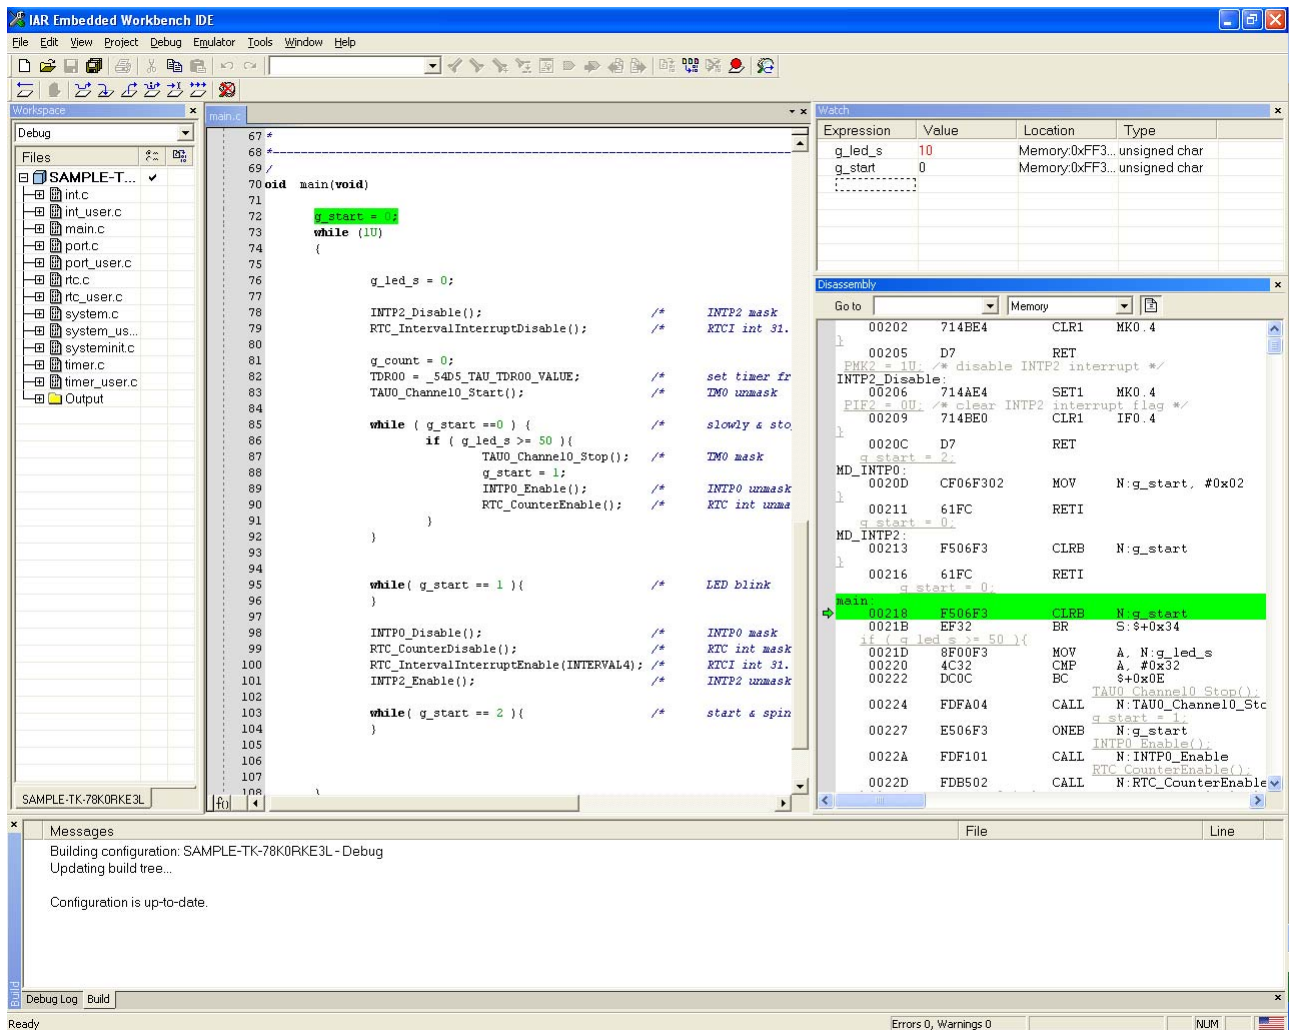 IAR Embedded Workbench IDE
File Edit View Project Debug Emulator Tools Window Help
Workspace
Debug
Files
SAMPLE-T...
int.c
int_user.c
main.c
port.c
port_user.c
rtc.c
rtc_user.c
system.c
system_us...
systeminit.c
timer.c
timer_user.c
Output
SAMPLE-TK-78K0RKE3L
main.c
67 *
68 *------------------------------------------------------------
69 /
70 oid main(void)
71
72 g_start = 0;
73 while (1U)
74 {
75
76 g_led_s = 0;
77
78 INTP2_Disable(); /* INTP2 mask
79 RTC_IntervalInterruptDisable(); /* RTCI int 31.
80
81 g_count = 0;
82 TDR00 = _54D5_TAU_TDR00_VALUE; /* set timer fr
83 TAU0_Channel0_Start(); /* TM0 unmask
84
85 while ( g_start ==0 ) { /* slowly & sto
86 if ( g_led_s >= 50 ){
87 TAU0_Channel0_Stop(); /* TM0 mask
88 g_start = 1;
89 INTP0_Enable(); /* INTP0 unmask
90 RTC_CounterEnable(); /* RTC int unma
91 }
92 }
93
94
95 while( g_start == 1 ){ /* LED blink
96 }
97
98 INTP0_Disable(); /* INTP0 mask
99 RTC_CounterDisable(); /* RTC int mask
100 RTC_IntervalInterruptEnable(INTERVAL4); /* RTCI int 31.
101 INTP2_Enable(); /* INTP2 unmask
102
103 while( g_start == 2 ){ /* start & spin
104 }
105
106
107
108 }
f()
Watch
Expression Value Location Type
g_led_s 10 Memory:0xFF3... unsigned char
g_start 0 Memory:0xFF3... unsigned char
Disassembly
Go to Memory
00202 714BE4 CLR1 MK0.4
}
00205 D7 RET
PMK2 = 1U; /* disable INTP2 interrupt */
INTP2_Disable:
00206 714AE4 SET1 MK0.4
PIF2 = 0U; /* clear INTP2 interrupt flag */
00209 714BE0 CLR1 IF0.4
}
0020C D7 RET
g_start = 2;
MD_INTP0:
0020D CF06F302 MOV N:g_start, #0x02
}
00211 61FC RETI
g_start = 0;
MD_INTP2:
00213 F506F3 CLRB N:g_start
}
00216 61FC RETI
g_start = 0;
main:
00218 F506F3 CLRB N:g_start
0021B EF32 BR S:$+0x34
if ( g_led_s >= 50 ){
0021D 8F00F3 MOV A, N:g_led_s
00220 4C32 CMP A, #0x32
00222 DC0C BC $+0x0E
TAU0_Channel0_Stop();
00224 FDFA04 CALL N:TAU0_Channel0_Sto
g_start = 1;
00227 E506F3 ONEB N:g_start
INTP0_Enable();
0022A FDF101 CALL N:INTP0_Enable
RTC_CounterEnable();
0022D FDB502 CALL N:RTC_CounterEnable
Messages File Line
Building configuration: SAMPLE-TK-78K0RKE3L - Debug
Updating build tree...
Configuration is up-to-date.
Build
Debug Log Build
Ready Errors 0, Warnings 0 NUM